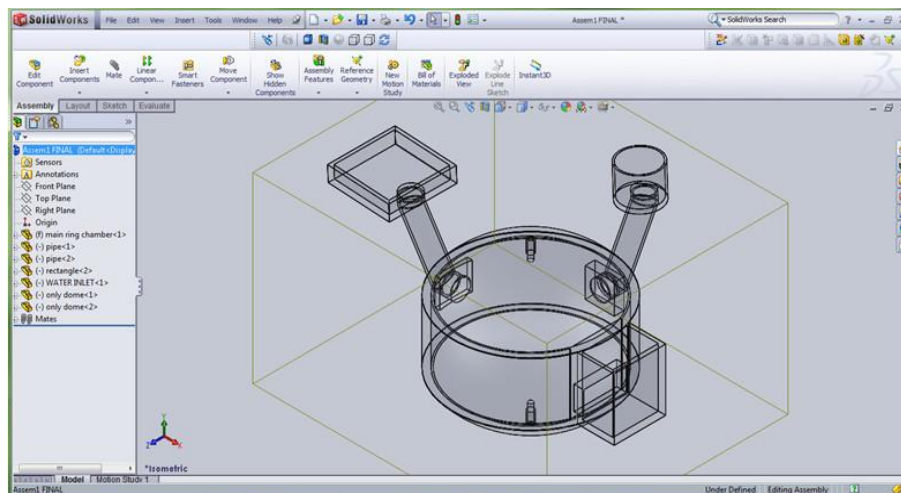 SolidWorks File Edit View Insert Tools Window Help Assem1 FINAL * SolidWorks Search
Edit Component
Insert Components
Mate
Linear Compon...
Smart Fasteners
Move Component
Show Hidden Components
Assembly Features
Reference Geometry
New Motion Study
Bill of Materials
Exploded View
Explode Line Sketch
Instant3D
Assembly Layout Sketch Evaluate
Assem1 FINAL (Default<Display
Sensors
Annotations
Front Plane
Top Plane
Right Plane
Origin
(f) main ring chamber<1>
(-) pipe<1>
(-) pipe<2>
(-) rectangle<2>
(-) WATER INLET<1>
(-) only dome<1>
(-) only dome<2>
Mates
Y
*Isometric
Model Motion Study 1
Assem1 FINAL Under Defined Editing Assembly